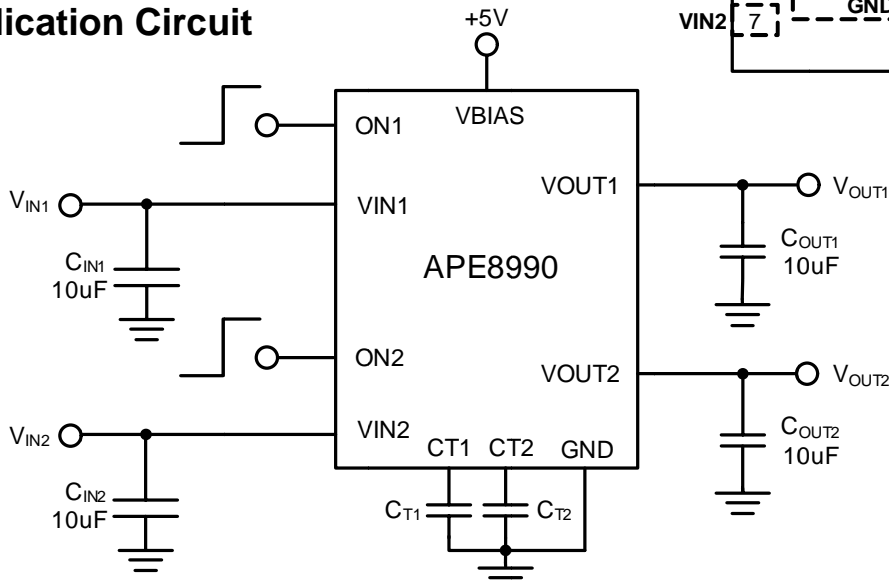 lication Circuit
+5V
VIN2
7
GND
ON1
VBIAS
VIN1
VIN1
VOUT1
VOUT1
CIN1
10uF
APE8990
COUT1
10uF
ON2
VOUT2
VOUT2
VIN2
VIN2
CT1 CT2 GND
CIN2
10uF
CT1
CT2
COUT2
10uF